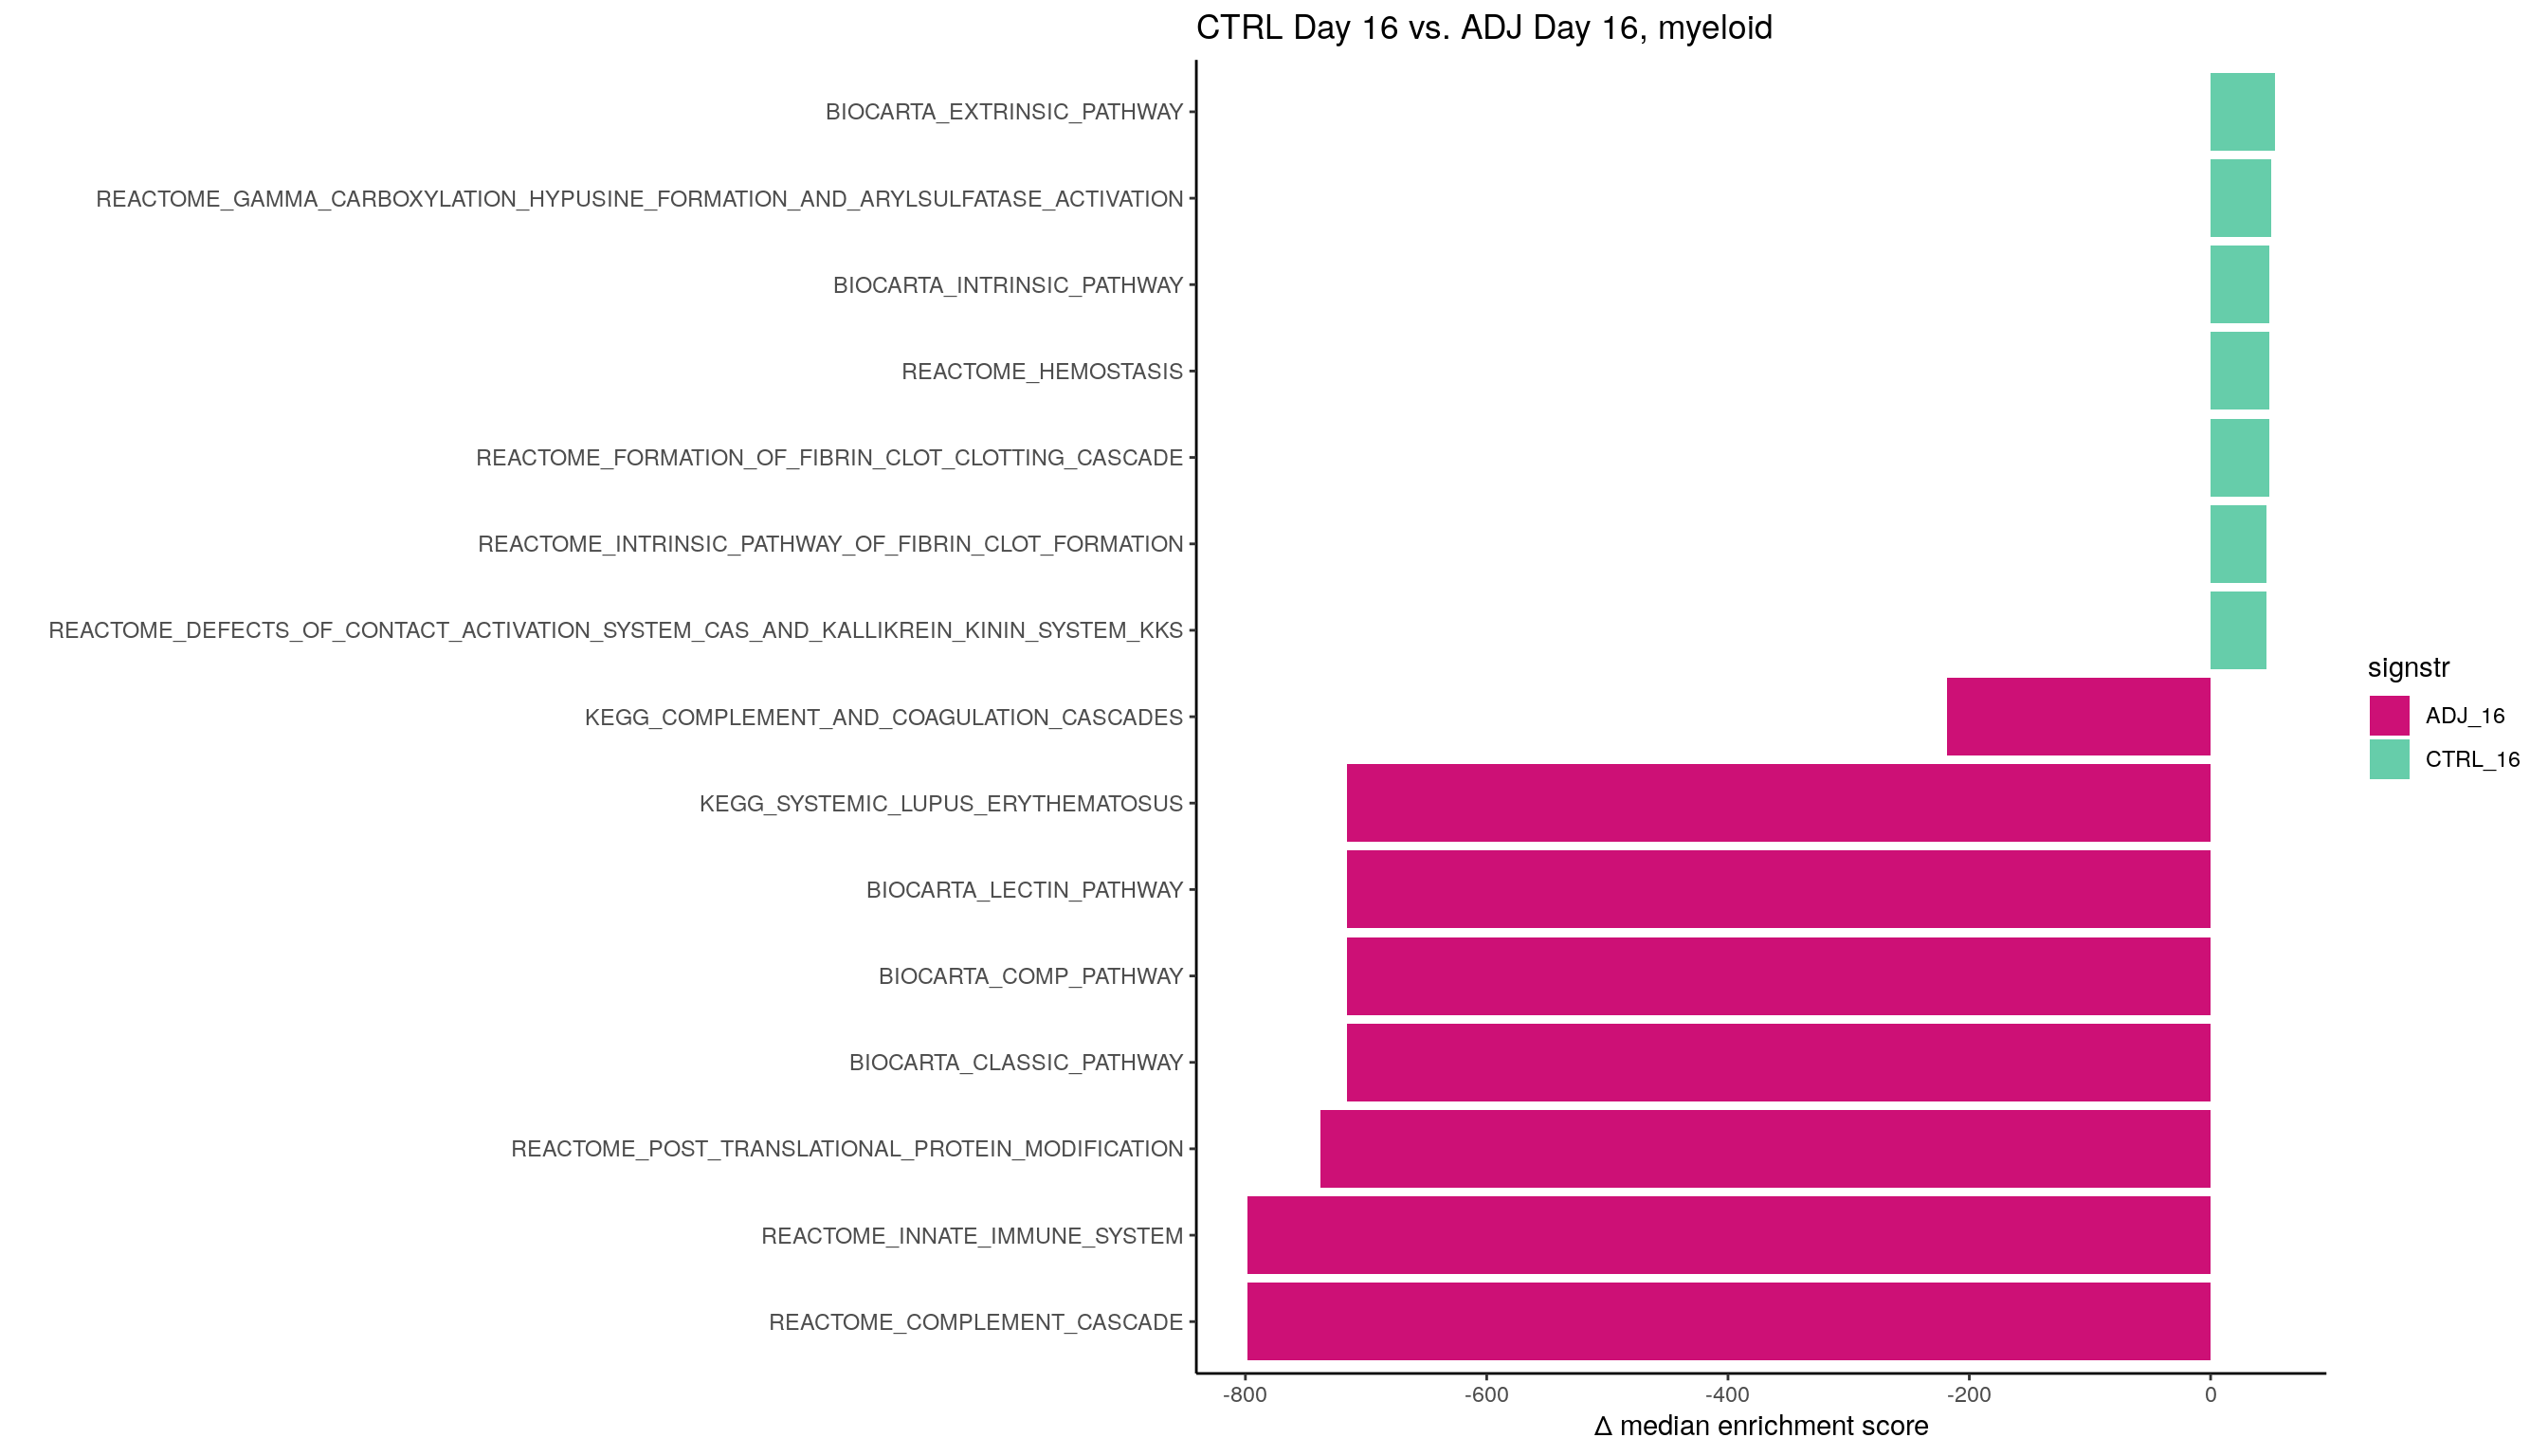 CTRL Day 16 vs. ADJ Day 16, myeloid
BIOCARTA_EXTRINSIC_PATHWAY
REACTOME_GAMMA_CARBOXYLATION_HYPUSINE_FORMATION_AND_ARYLSULFATASE_ACTIVATION
BIOCARTA_INTRINSIC_PATHWAY
REACTOME_HEMOSTASIS
REACTOME_FORMATION_OF_FIBRIN_CLOT_CLOTTING_CASCADE
REACTOME_INTRINSIC_PATHWAY_OF_FIBRIN_CLOT_FORMATION
REACTOME_DEFECTS_OF_CONTACT_ACTIVATION_SYSTEM_CAS_AND_KALLIKREIN_KININ_SYSTEM_KKS
KEGG_COMPLEMENT_AND_COAGULATION_CASCADES
KEGG_SYSTEMIC_LUPUS_ERYTHEMATOSUS
BIOCARTA_LECTIN_PATHWAY
BIOCARTA_COMP_PATHWAY
BIOCARTA_CLASSIC_PATHWAY
REACTOME_POST_TRANSLATIONAL_PROTEIN_MODIFICATION
REACTOME_INNATE_IMMUNE_SYSTEM
REACTOME_COMPLEMENT_CASCADE
-800 -600 -400 -200 0
Δ median enrichment score
signstr
ADJ_16
CTRL_16